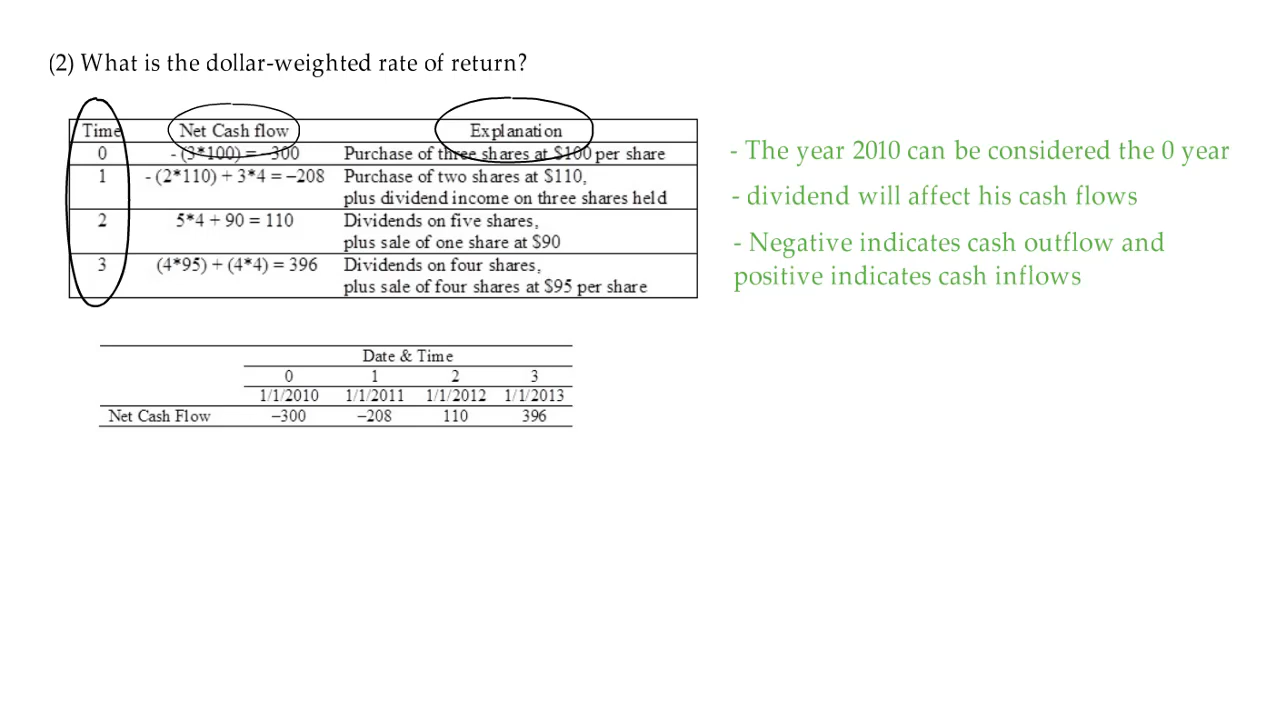 (2) What is the dollar-weighted rate of return?
Time Net Cash flow Explanation
0 - (3*100) = -300 Purchase of three shares at $100 per share
1 - (2*110) + 3*4 = –208 Purchase of two shares at $110,
plus dividend income on three shares held
2 5*4 + 90 = 110 Dividends on five shares,
plus sale of one share at $90
3 (4*95) + (4*4) = 396 Dividends on four shares,
plus sale of four shares at $95 per share
- The year 2010 can be considered the 0 year
- dividend will affect his cash flows
- Negative indicates cash outflow and
positive indicates cash inflows
Date & Time
0 1 2 3
1/1/2010 1/1/2011 1/1/2012 1/1/2013
Net Cash Flow –300 –208 110 396